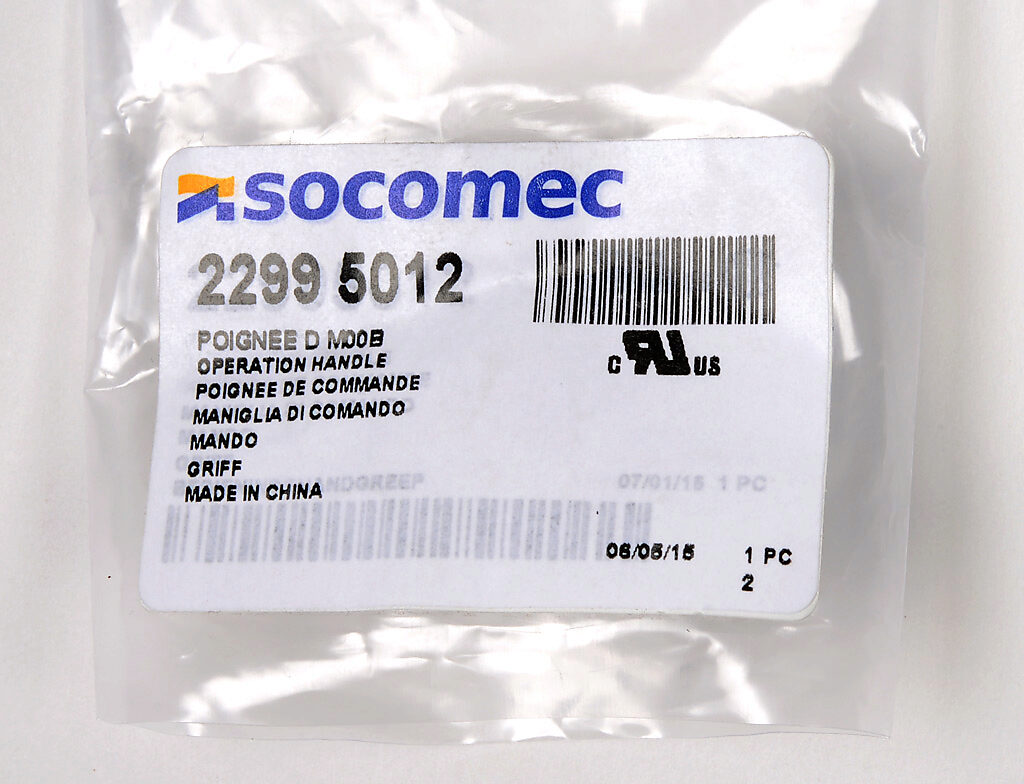 socomec
2299 5012
POIGNEE D M00B
OPERATION HANDLE
POIGNEE DE COMMANDE
MANIGLIA DI COMANDO
MANDO
GRIFF
MADE IN CHINA
C RU US
07/01/15 1 PC
06/05/15 1 PC
2